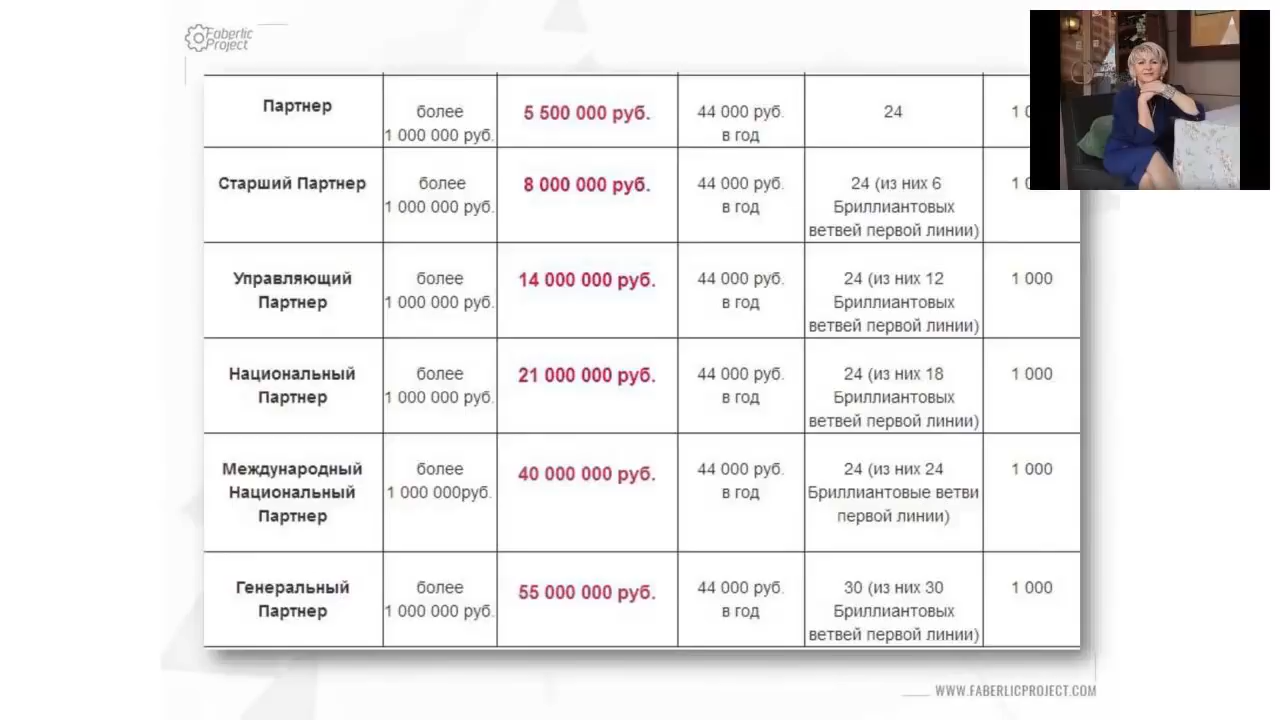 Faberlic
Project
Партнер
более
1 000 000 руб.
5 500 000 руб.
44 000 руб.
в год
24
Старший Партнер
более
1 000 000 руб.
8 000 000 руб.
44 000 руб.
в год
24 (из них 6
Бриллиантовых
ветвей первой линии)
Управляющий
Партнер
более
1 000 000 руб.
14 000 000 руб.
44 000 руб.
в год
24 (из них 12
Бриллиантовых
ветвей первой линии)
1 000
Национальный
Партнер
более
1 000 000 руб.
21 000 000 руб.
44 000 руб.
в год
24 (из них 18
Бриллиантовых
ветвей первой линии)
1 000
Международный
Национальный
Партнер
более
1 000 000руб.
40 000 000 руб.
44 000 руб.
в год
24 (из них 24
Бриллиантовые ветви
первой линии)
1 000
Генеральный
Партнер
более
1 000 000 руб.
55 000 000 руб.
44 000 руб.
в год
30 (из них 30
Бриллиантовых
ветвей первой линии)
1 000
WWW.FABERLICPROJECT.COM